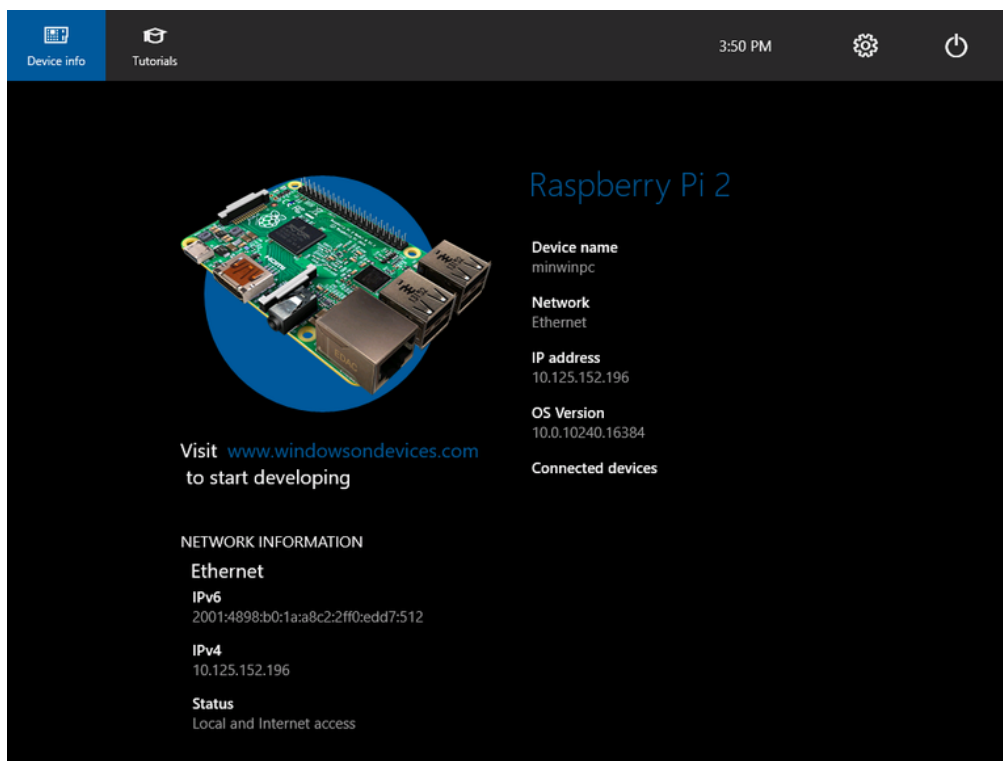 Device info
Tutorials
3:50 PM
Raspberry Pi 2
Device name
minwinpc
Network
Ethernet
IP address
10.125.152.196
OS Version
10.0.10240.16384
Connected devices
HDMI
EDAC
Visit www.windowsondevices.com
to start developing
NETWORK INFORMATION
Ethernet
IPv6
2001:4898:b0:1a:a8c2:2ff0:edd7:512
IPv4
10.125.152.196
Status
Local and Internet access